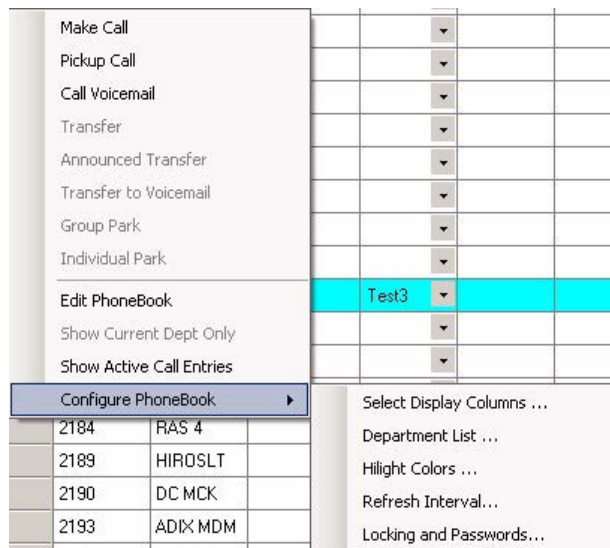 Make Call
Pickup Call
Call Voicemail
Transfer
Announced Transfer
Transfer to Voicemail
Group Park
Individual Park
Edit PhoneBook
Test3
Show Current Dept Only
Show Active Call Entries
Configure PhoneBook
Select Display Columns ...
Department List ...
Hilight Colors ...
Refresh Interval...
Locking and Passwords...
2184 RAS 4
2189 HIROSLT
2190 DC MCK
2193 ADIX MDM